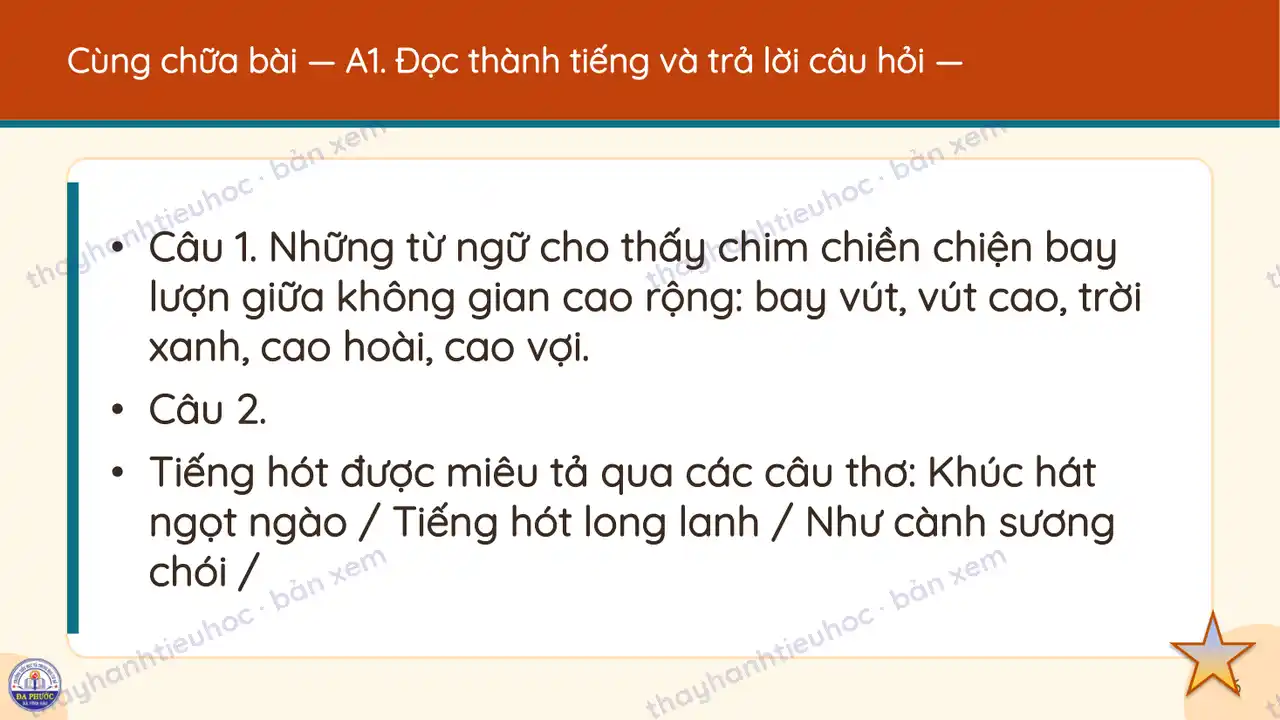 Cùng chữa bài — A1. Đọc thành tiếng và trả lời câu hỏi —
• Câu 1. Những từ ngữ cho thấy chim chiền chiện bay
lượn giữa không gian cao rộng: bay vút, vút cao, trời
xanh, cao hoài, cao vợi.
• Câu 2.
• Tiếng hót được miêu tả qua các câu thơ: Khúc hát
ngọt ngào / Tiếng hót long lanh / Như cành sương
chói /
thayhanhtieuhoc · bản xem
thayhanhtieuhoc · bản xem
thayhanhtieuhoc · bản xem
thayhanhtieuhoc · bản xem
ĐA PHƯỚC